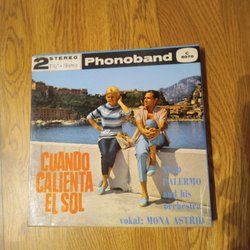 2 STEREO
Phonoband
C
CUANDO
CALIENTA
EL SOL
PALERMO
and his
orchestra
vokal: MONA ASTRID